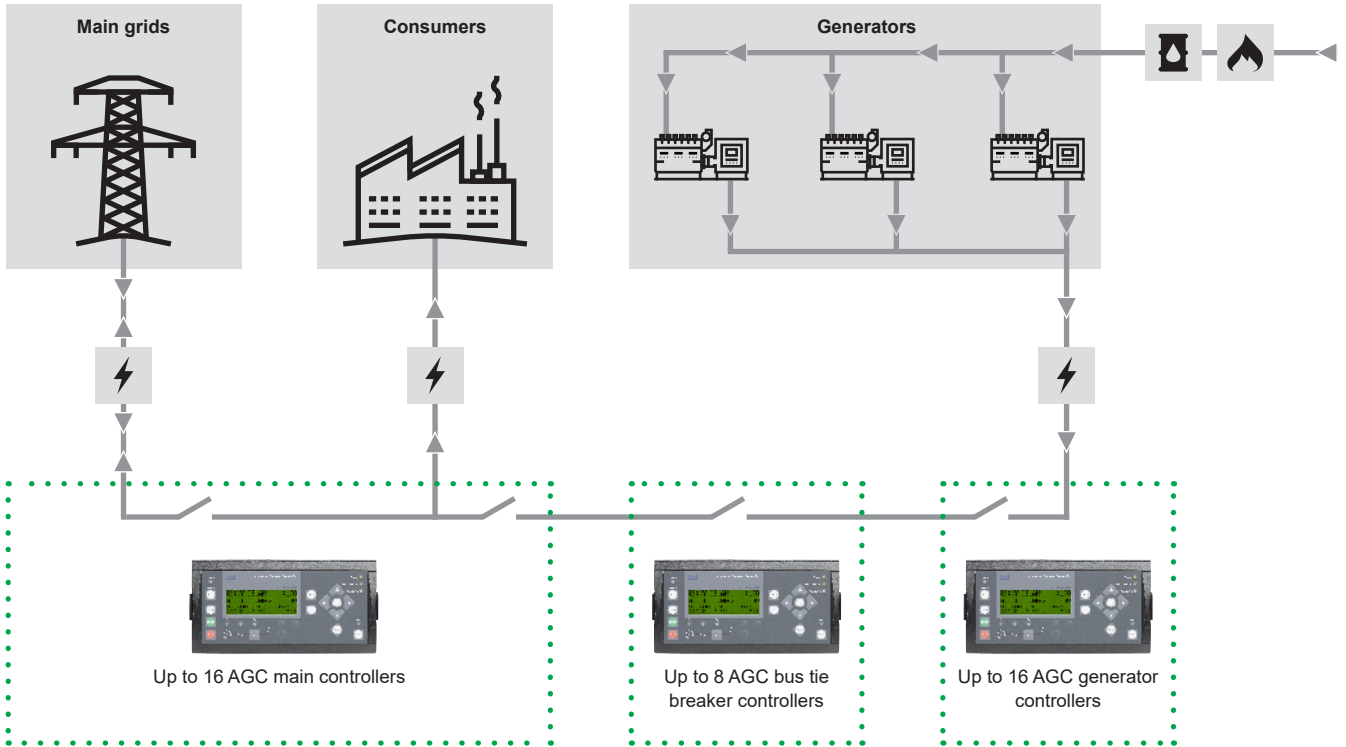 Main grids
Consumers
Generators
Up to 16 AGC main controllers
Up to 8 AGC bus tie
breaker controllers
Up to 16 AGC generator
controllers